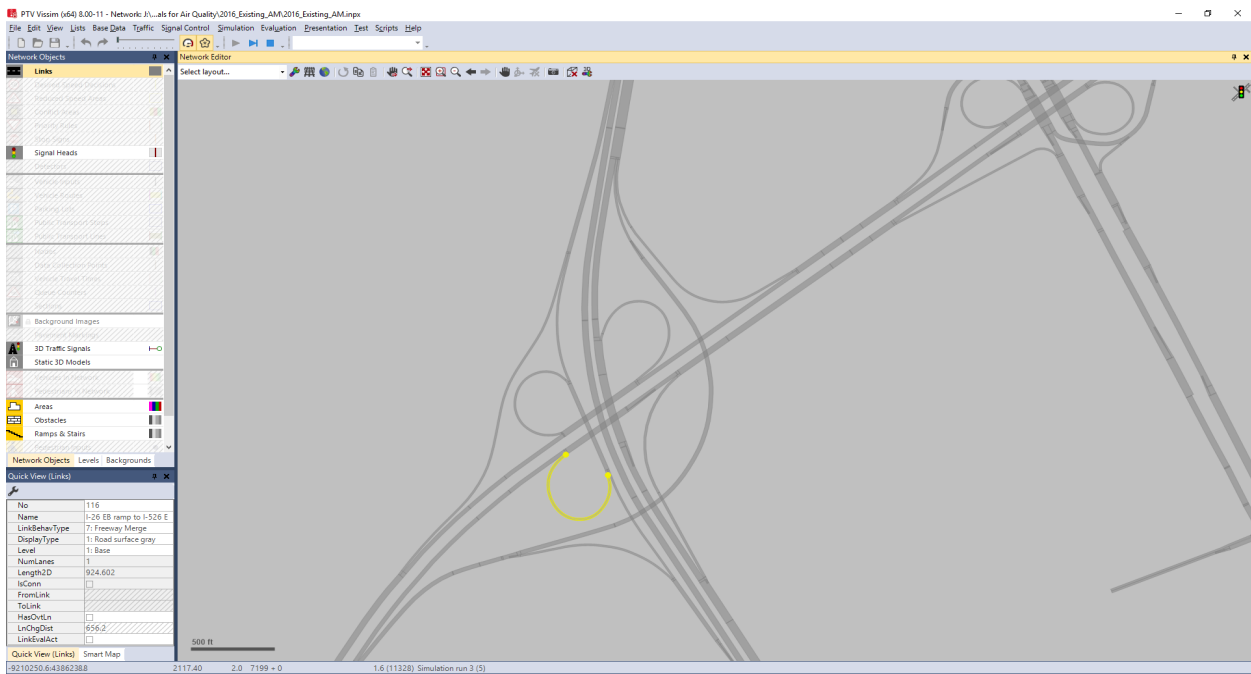 PTV Vissim (x64) 8.00-11 - Network: J:\...als for Air Quality\2016_Existing_AM\2016_Existing_AM.inpx
File Edit View Lists Base Data Traffic Signal Control Simulation Evaluation Presentation Test Scripts Help
Network Objects
Network Editor
Select layout...
Links
Signal Heads
Background Images
3D Traffic Signals
Static 3D Models
Areas
Obstacles
Ramps & Stairs
Network Objects Levels Backgrounds
Quick View (Links)
No 116
Name I-26 EB ramp to I-526 E
LinkBehavType 7: Freeway Merge
DisplayType 1: Road surface gray
Level 1: Base
NumLanes 1
Length2D 924.602
IsConn
FromLink
ToLink
HasOvtLn
LnChgDist 656.2
LinkEvalAct
500 ft
Quick View (Links) Smart Map
2117.40 2.0 7199 + 0 1.6 (11328) Simulation run 3 (5)